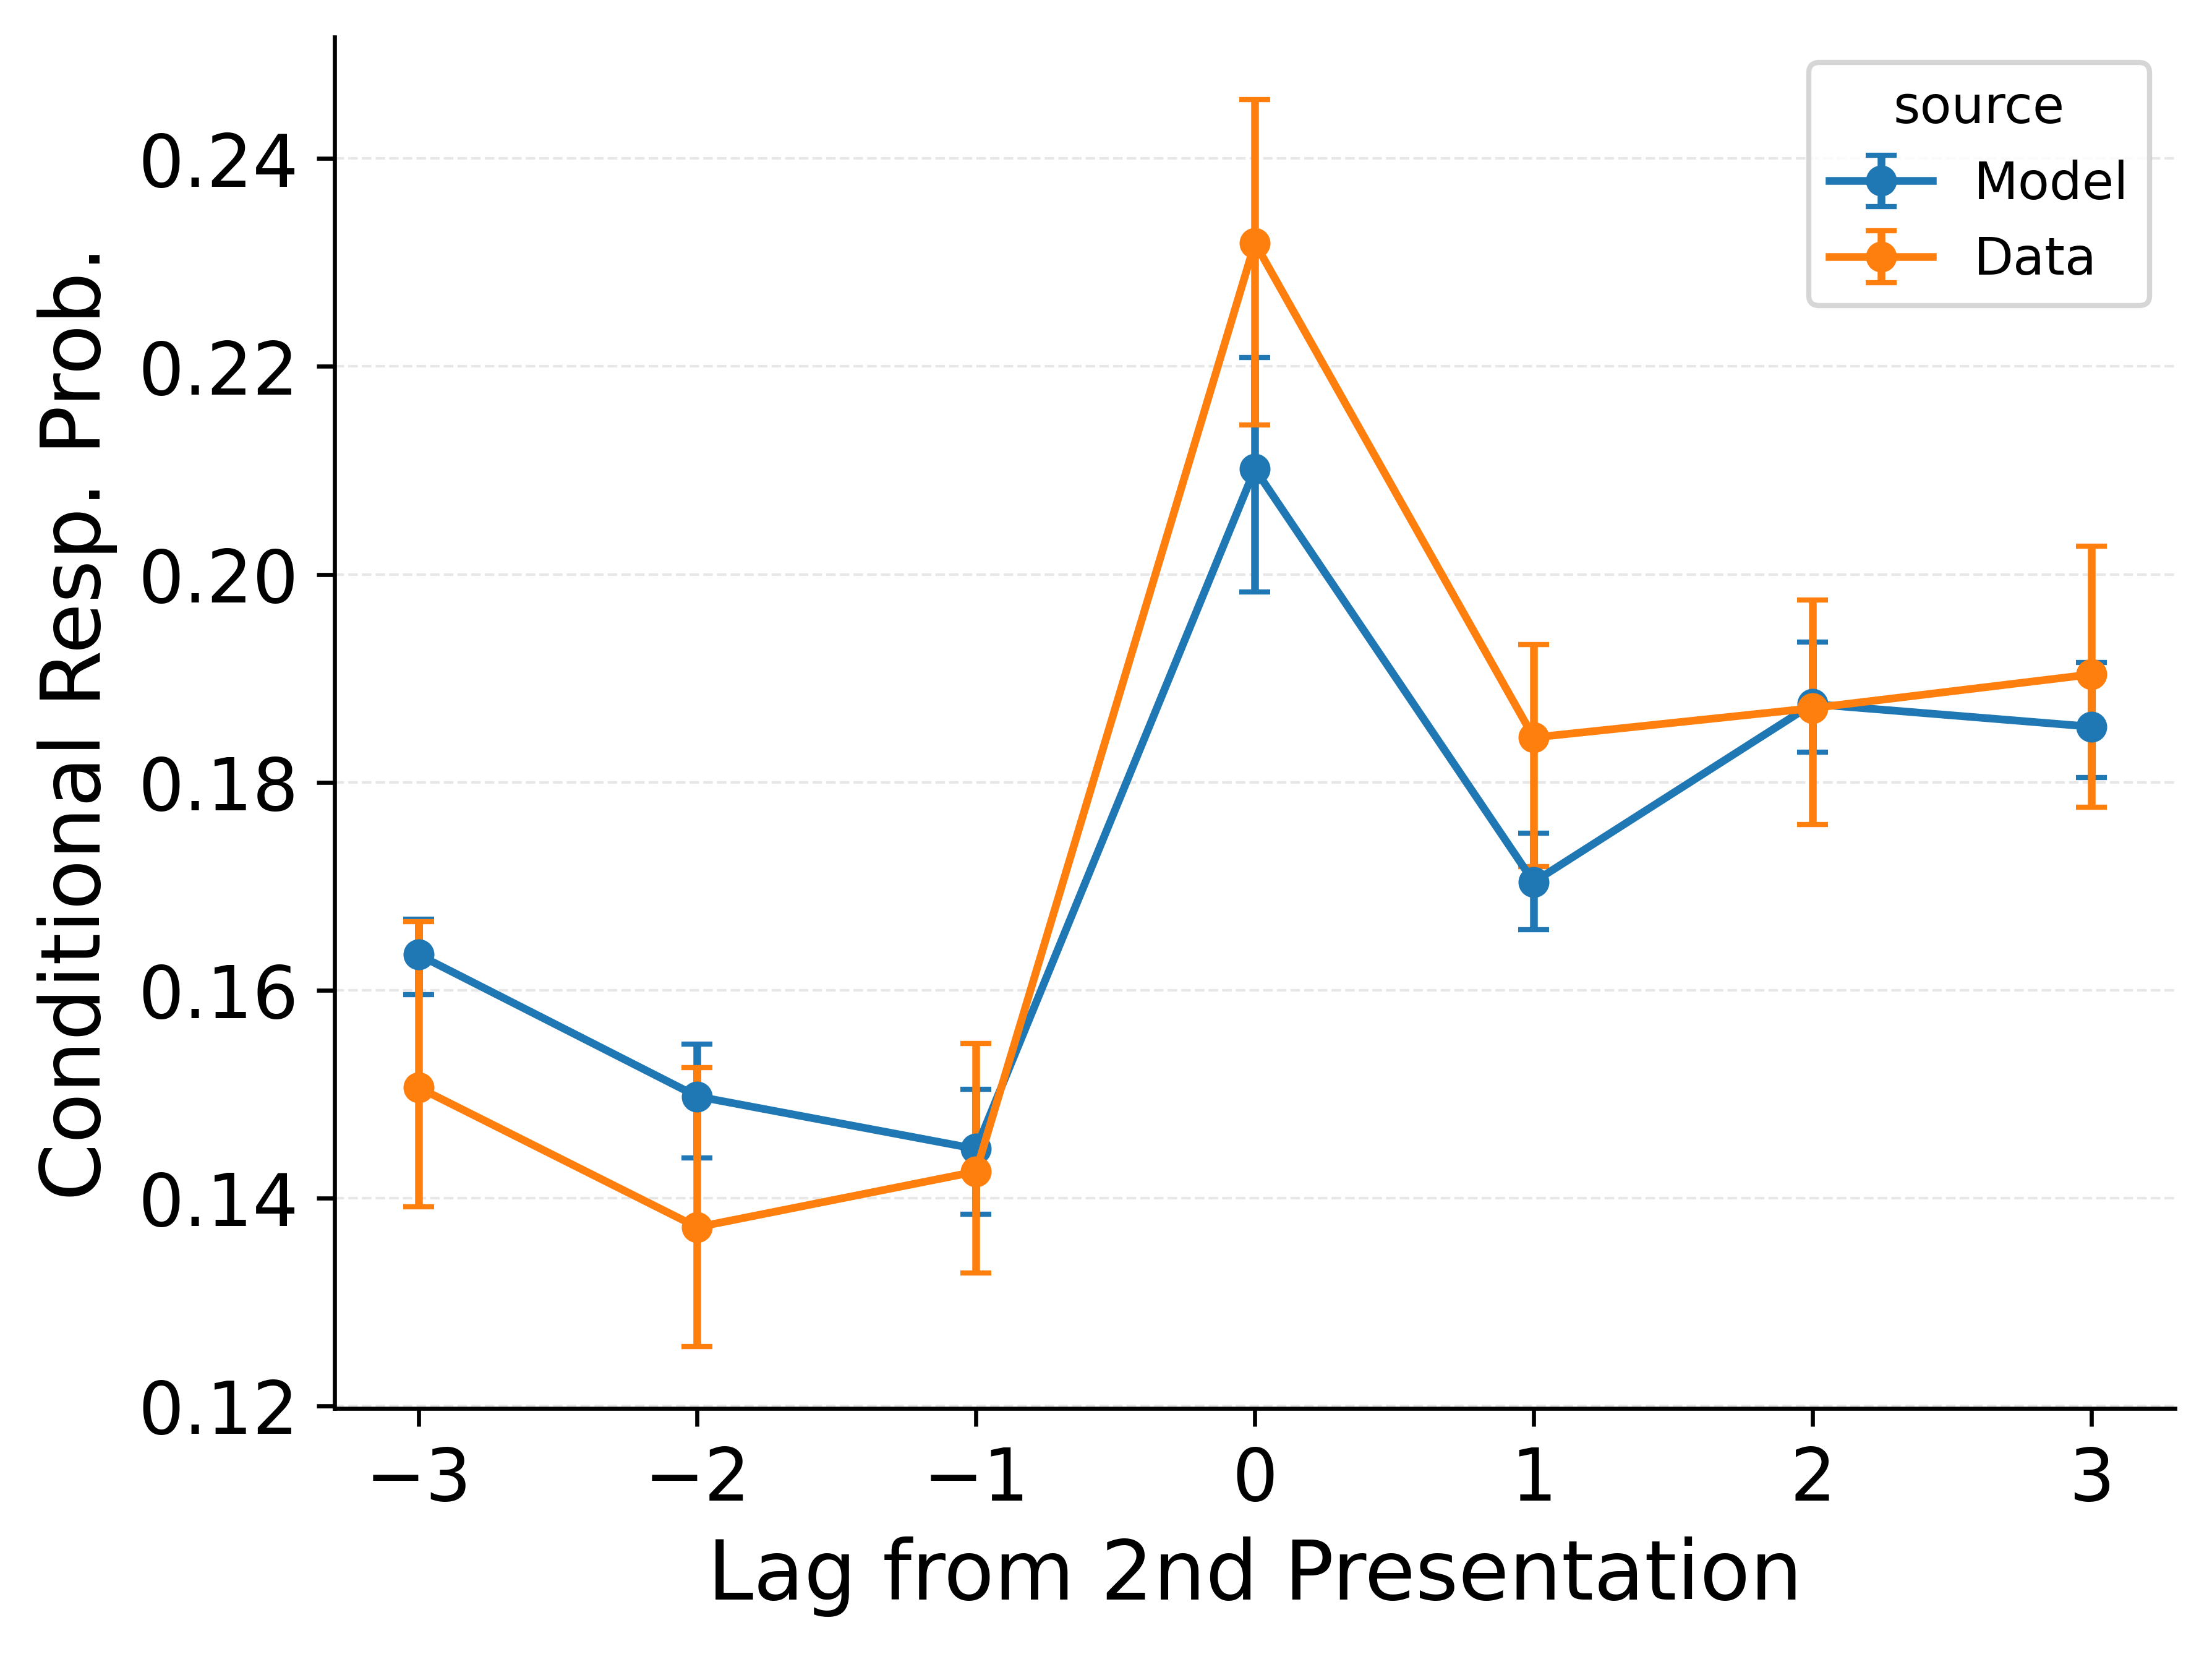 source
Model
Data
Conditional Resp. Prob.
0.24
0.22
0.20
0.18
0.16
0.14
0.12
−3 −2 −1 0 1 2 3
Lag from 2nd Presentation